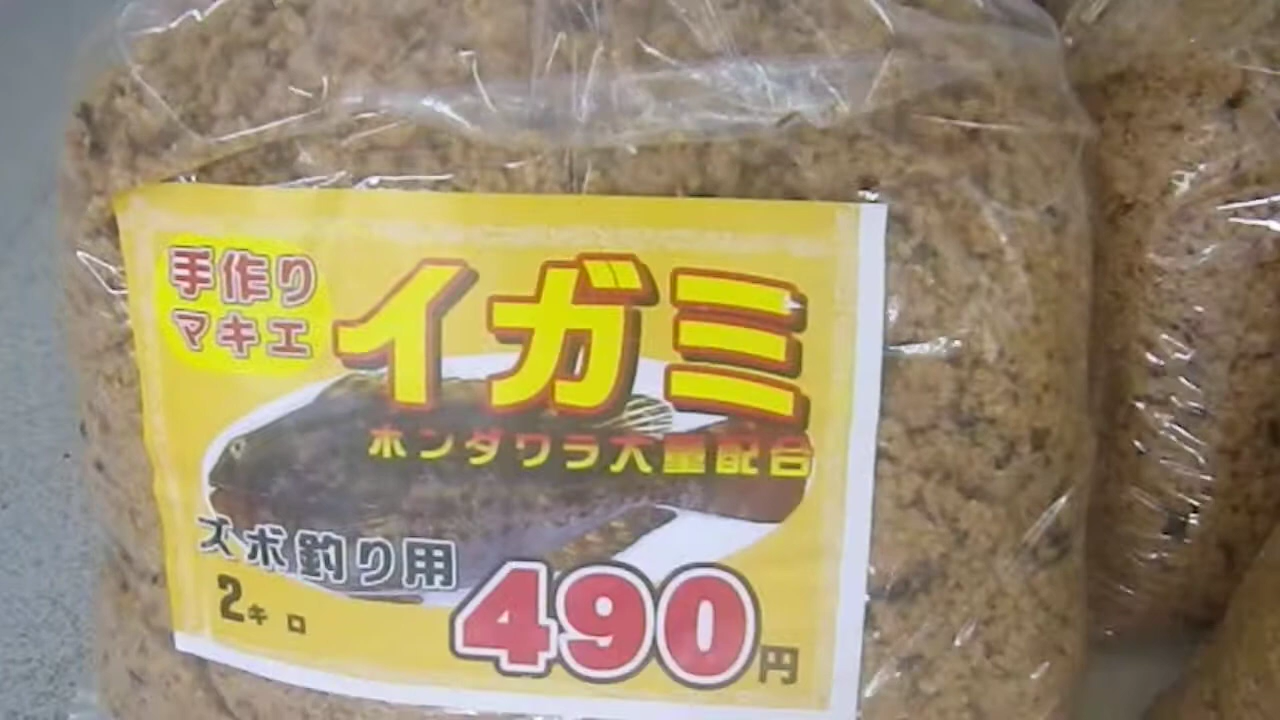 手作り
マキエ
イガミ
ホンダワラ大量配合
ズボ釣り用
2キロ
490円